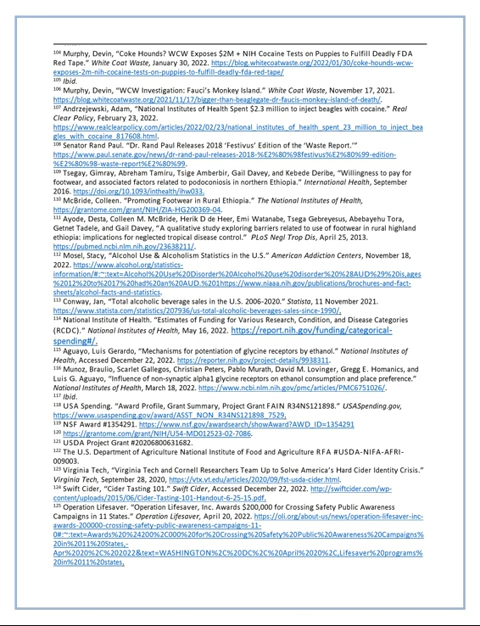 104 Murphy, Devin, "Coke Hounds? WCW Exposes $2M + NIH Cocaine Tests on Puppies to Fulfill Deadly FDA
Red Tape." White Coat Waste, January 30, 2022. https://blog.whitecoatwaste.org/2022/01/30/coke-hounds-wcw-
exposes-2m-nih-cocaine-tests-on-puppies-to-fulfill-deadly-fda-red-tape/
105 Ibid.
106 Murphy, Devin, "WCW Investigation: Fauci's Monkey Island." White Coat Waste, November 17, 2021.
https://blog.whitecoatwaste.org/2021/11/17/bigger-than-beaglegate-dr-faucis-monkey-island-of-death/.
107 Andrzejewski, Adam, "National Institutes Of Health Spent $2.3 million to inject beagles with cocaine." Real
Clear Policy, February 23, 2022.
https://www.realclearpolicy.com/articles/2022/02/23/national_institutes_of_health_spent_23_million_to_inject_bea
gles_with_cocaine_817608.html.
108 Senator Rand Paul. "Dr. Rand Paul Releases 2018 'Festivus' Edition of the 'Waste Report.'"
https://www.paul.senate.gov/news/dr-rand-paul-releases-2018-%E2%80%98festivus%E2%80%99-edition-
%E2%80%98-waste-report%E2%80%99.
109 Tsegay, Girmay, Abreham Tamiru, Tsige Amberbir, Gail Davey, and Kebede Deribe, "Willingness to pay for
footwear, and associated factors related to podoconiosis in northern Ethiopia." International Health, September
2016. https://doi.org/10.1093/inthealth/ihw033.
110 McBride, Colleen. "Promoting Footwear in Rural Ethiopia." The National Institutes of Health,
https://grantome.com/grant/NIH/ZIA-HG200369-04.
111 Ayode, Desta, Colleen M. McBride, Herik D de Heer, Emi Watanabe, Tsega Gebreyesus, Abebayehu Tora,
Getnet Tadele, and Gail Davey, "A qualitative study exploring barriers related to use of footwear in rural highland
ethiopia: implications for neglected tropical disease control." PLoS Negl Trop Dis, April 25, 2013.
https://pubmed.ncbi.nlm.nih.gov/23638211/.
112 Mosel, Stacy, "Alcohol Use & Alcoholism Statistics in the U.S." American Addiction Centers, November 18,
2022. https://www.alcohol.org/statistics-
information/#:~:text=Alcohol%20Use%20Disorder%20Alcohol%20use%20disorder%20%28AUD%29%20is,ages
%2012%20to%2017%20had%20an%20AUD.%201https://www.niaaa.nih.gov/publications/brochures-and-fact-
sheets/alcohol-facts-and-statistics.
113 Conway, Jan, "Total alcoholic beverage sales in the U.S. 2006-2020." Statista, 11 November 2021.
https://www.statista.com/statistics/207936/us-total-alcoholic-beverages-sales-since-1990/.
114 National Institute of Health. "Estimates of Funding for Various Research, Condition, and Disease Categories
(RCDC)." National Institutes of Health, May 16, 2022. https://report.nih.gov/funding/categorical-
spending#/.
115 Aguayo, Luis Gerardo, "Mechanisms for potentiation of glycine receptors by ethanol." National Institutes of
Health, Accessed December 22, 2022. https://reporter.nih.gov/project-details/9938311.
116 Munoz, Braulio, Scarlet Gallegos, Christian Peters, Pablo Murath, David M. Lovinger, Gregg E. Homanics, and
Luis G. Aguayo, "Influence of non-synaptic alpha1 glycine receptors on ethanol consumption and place preference."
National Institutes of Health, March 18, 2022. https://www.ncbi.nlm.nih.gov/pmc/articles/PMC6751026/.
117 Ibid.
118 USA Spending. "Award Profile, Grant Summary, Project Grant FAIN R34NS121898." USASpending.gov,
https://www.usaspending.gov/award/ASST_NON_R34NS121898_7529.
119 NSF Award #1354291. https://www.nsf.gov/awardsearch/showAward?AWD_ID=1354291
120 https://grantome.com/grant/NIH/U54-MD012523-02-7086.
121 USDA Project Grant #20206800631682.
122 The U.S. Department of Agriculture National Institute of Food and Agriculture RFA #USDA-NIFA-AFRI-
009003.
123 Virginia Tech, "Virginia Tech and Cornell Researchers Team Up to Solve America's Hard Cider Identity Crisis."
Virginia Tech, September 28, 2020, https://vtx.vt.edu/articles/2020/09/fst-usda-cider.html.
124 Swift Cider, "Cider Tasting 101." Swift Cider, Accessed December 22, 2022. http://swiftcider.com/wp-
content/uploads/2015/06/Cider-Tasting-101-Handout-6-25-15.pdf.
125 Operation Lifesaver. "Operation Lifesaver, Inc. Awards $200,000 for Crossing Safety Public Awareness
Campaigns in 11 States." Operation Lifesaver, April 20, 2022. https://oli.org/about-us/news/operation-lifesaver-inc-
awards-200000-crossing-safety-public-awareness-campaigns-11-
0#:~:text=Awards%20%24200%2C000%20for%20Crossing%20Safety%20Public%20Awareness%20Campaigns%
20in%2011%20States,-
Apr%2020%2C%202022&text=WASHINGTON%2C%20DC%2C%20April%2020%2C,Lifesaver%20programs%
20in%2011%20states.